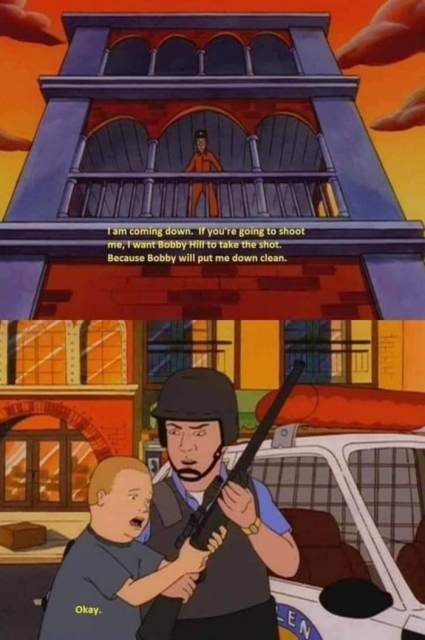 I am coming down. If you're going to shoot
me, I want Bobby Hill to take the shot.
Because Bobby will put me down clean.
Okay.
LEN